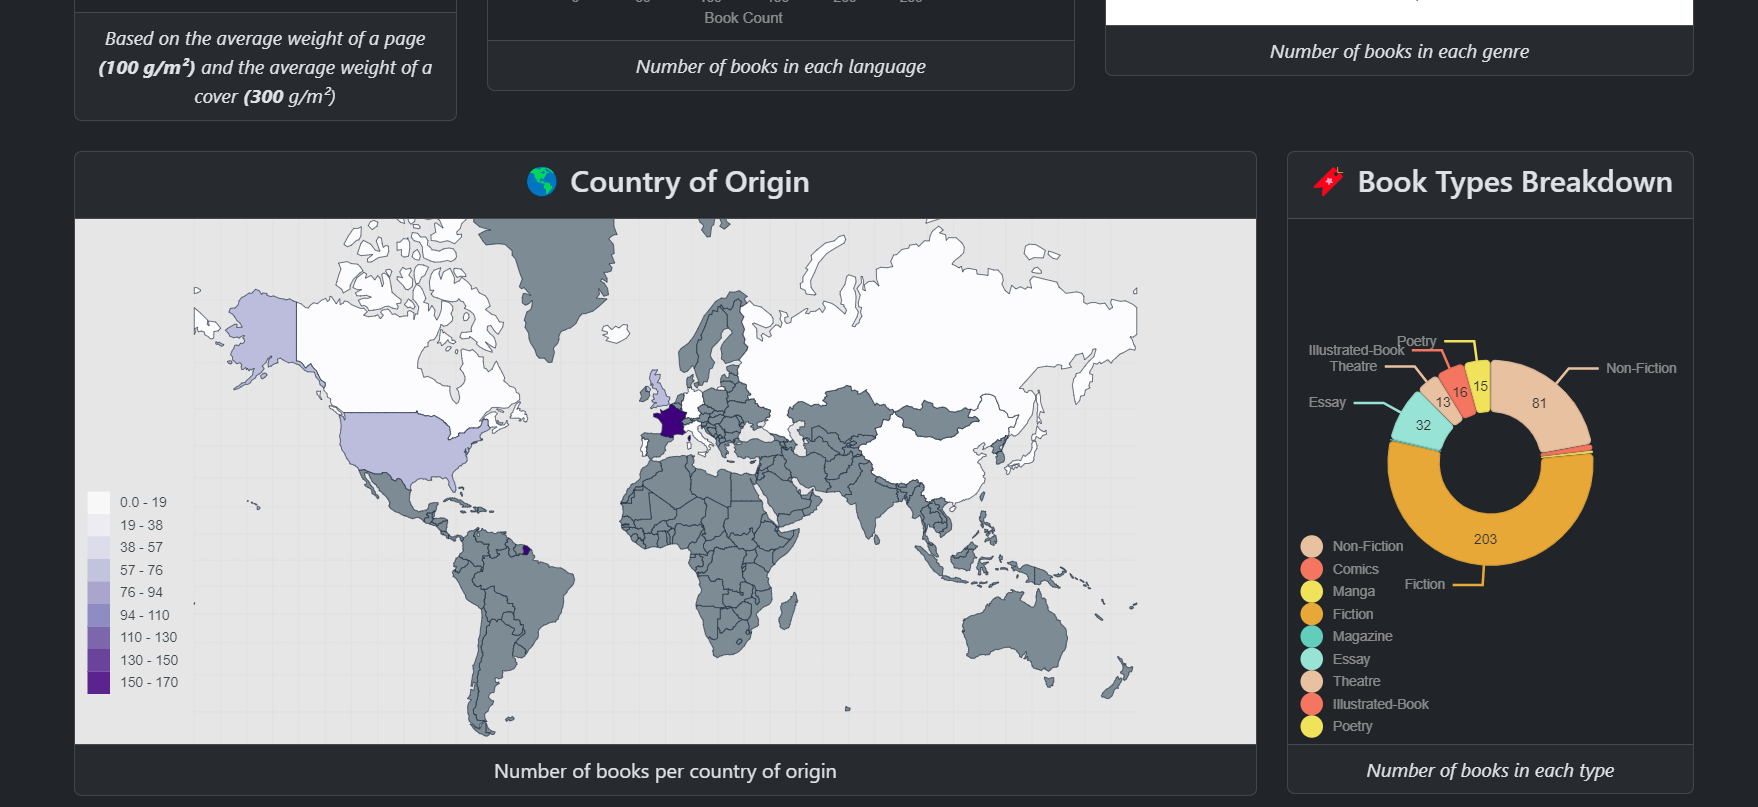 Book Count
Based on the average weight of a page
(100 g/m²) and the average weight of a
cover (300 g/m²)
Number of books in each language
Number of books in each genre
Country of Origin
0.0 - 19
19 - 38
38 - 57
57 - 76
76 - 94
94 - 110
110 - 130
130 - 150
150 - 170
Number of books per country of origin
Book Types Breakdown
Poetry
Illustrated-Book
Theatre
Non-Fiction
Essay
15
16
13
81
32
203
Fiction
Non-Fiction
Comics
Manga
Fiction
Magazine
Essay
Theatre
Illustrated-Book
Poetry
Number of books in each type